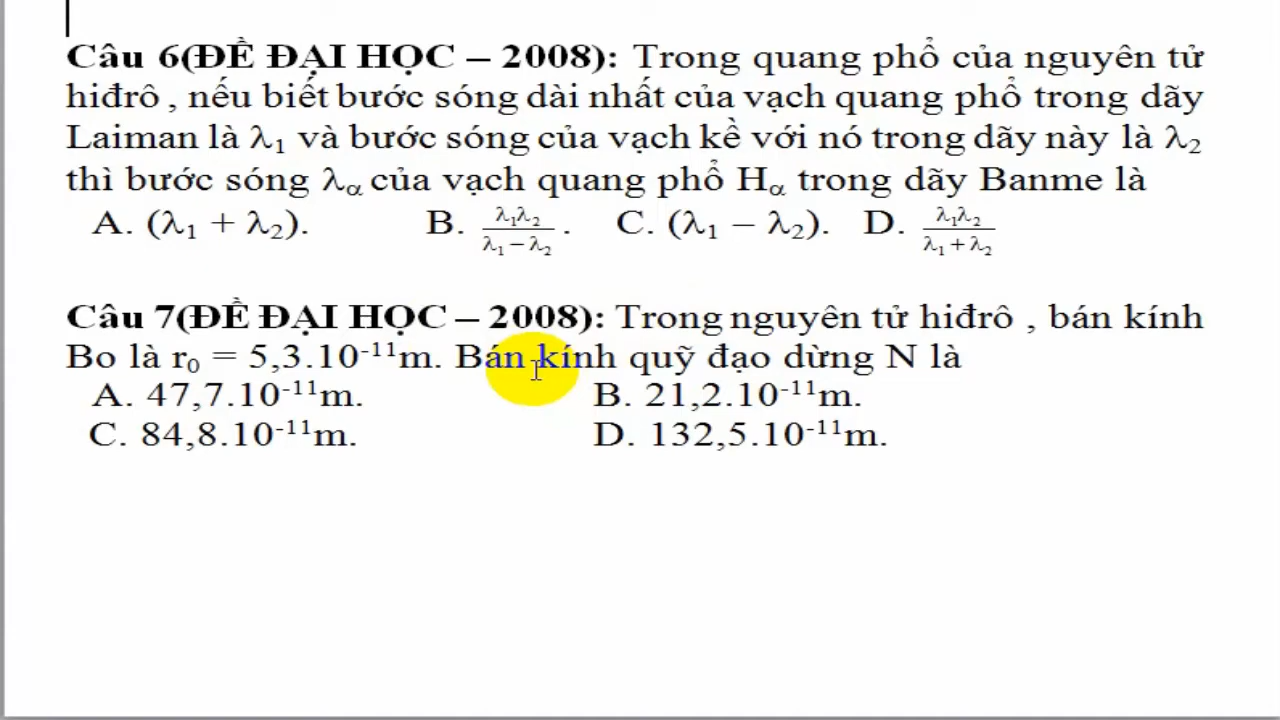 Câu 6(ĐỀ ĐẠI HỌC – 2008): Trong quang phổ của nguyên tử
hiđrô , nếu biết bước sóng dài nhất của vạch quang phổ trong dãy
Laiman là λ₁ và bước sóng của vạch kề với nó trong dãy này là λ₂
thì bước sóng λα của vạch quang phổ Hα trong dãy Banme là
A. (λ₁ + λ₂). B. λ₁λ₂/(λ₁ − λ₂) . C. (λ₁ – λ₂). D. λ₁λ₂/(λ₁ + λ₂)
Câu 7(ĐỀ ĐẠI HỌC – 2008): Trong nguyên tử hiđrô , bán kính
Bo là r₀ = 5,3.10⁻¹¹m. Bán kính quỹ đạo dừng N là
A. 47,7.10⁻¹¹m. B. 21,2.10⁻¹¹m.
C. 84,8.10⁻¹¹m. D. 132,5.10⁻¹¹m.